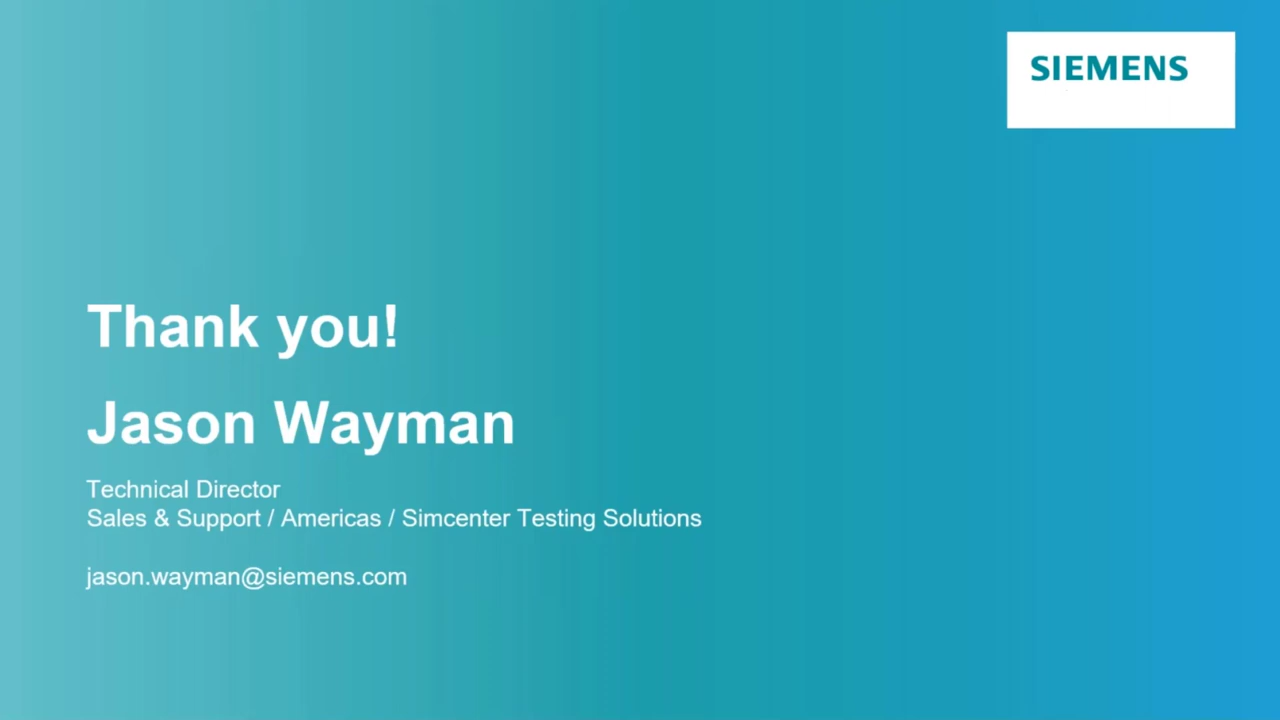 SIEMENS
Thank you!
Jason Wayman
Technical Director
Sales & Support / Americas / Simcenter Testing Solutions
jason.wayman@siemens.com